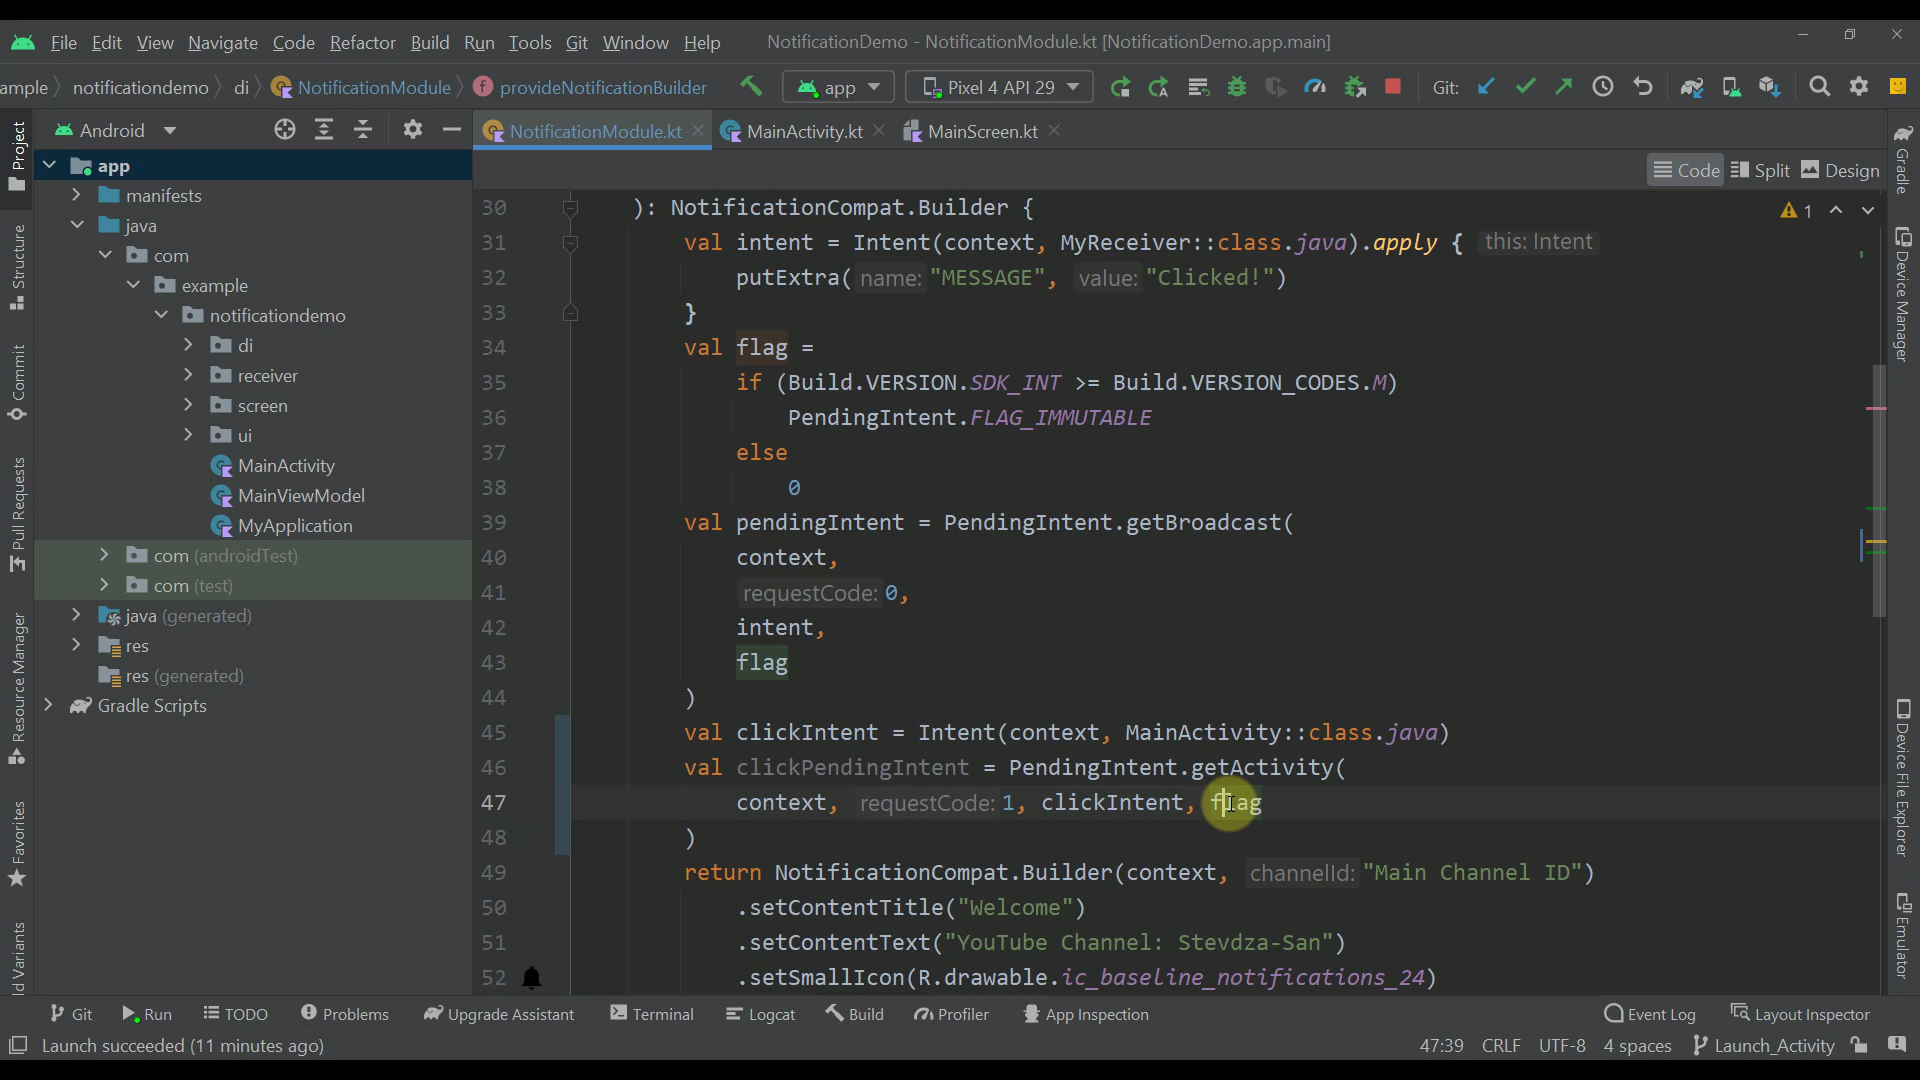 File Edit View Navigate Code Refactor Build Run Tools Git Window Help NotificationDemo - NotificationModule.kt [NotificationDemo.app.main]
ample notificationdemo di NotificationModule provideNotificationBuilder app Pixel 4 API 29 Git:
Android
NotificationModule.kt MainActivity.kt MainScreen.kt
Code Split Design
Project
Structure
Commit
Pull Requests
Resource Manager
Favorites
ld Variants
app
manifests
java
com
example
notificationdemo
di
receiver
screen
ui
MainActivity
MainViewModel
MyApplication
com (androidTest)
com (test)
java (generated)
res
res (generated)
Gradle Scripts
1
30 ): NotificationCompat.Builder {
31 val intent = Intent(context, MyReceiver::class.java).apply { this: Intent
32 putExtra( name: "MESSAGE", value: "Clicked!")
33 }
34 val flag =
35 if (Build.VERSION.SDK_INT >= Build.VERSION_CODES.M)
36 PendingIntent.FLAG_IMMUTABLE
37 else
38 0
39 val pendingIntent = PendingIntent.getBroadcast(
40 context,
41 requestCode: 0,
42 intent,
43 flag
44 )
45 val clickIntent = Intent(context, MainActivity::class.java)
46 val clickPendingIntent = PendingIntent.getActivity(
47 context, requestCode: 1, clickIntent, flag
48 )
49 return NotificationCompat.Builder(context, channelId: "Main Channel ID")
50 .setContentTitle("Welcome")
51 .setContentText("YouTube Channel: Stevdza-San")
52 .setSmallIcon(R.drawable.ic_baseline_notifications_24)
Gradle
Device Manager
Device File Explorer
Emulator
Git Run TODO Problems Upgrade Assistant Terminal Logcat Build Profiler App Inspection Event Log Layout Inspector
Launch succeeded (11 minutes ago) 47:39 CRLF UTF-8 4 spaces Launch_Activity